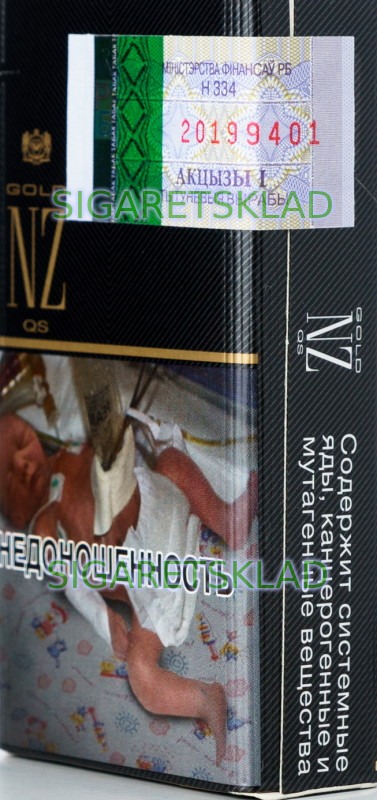 МІНІСТЭРСТВА ФІНАНСАЎ РБ
Н 334
20199401
АКЦЫЗЫ І
SIGARETSKLAD
GOLD
NZ
QS
GOLD
NZ
QS
НЕДОНОШЕННОСТЬ
SIGARETSKLAD
Содержит системные
яды, канцерогенные и
мутагенные вещества